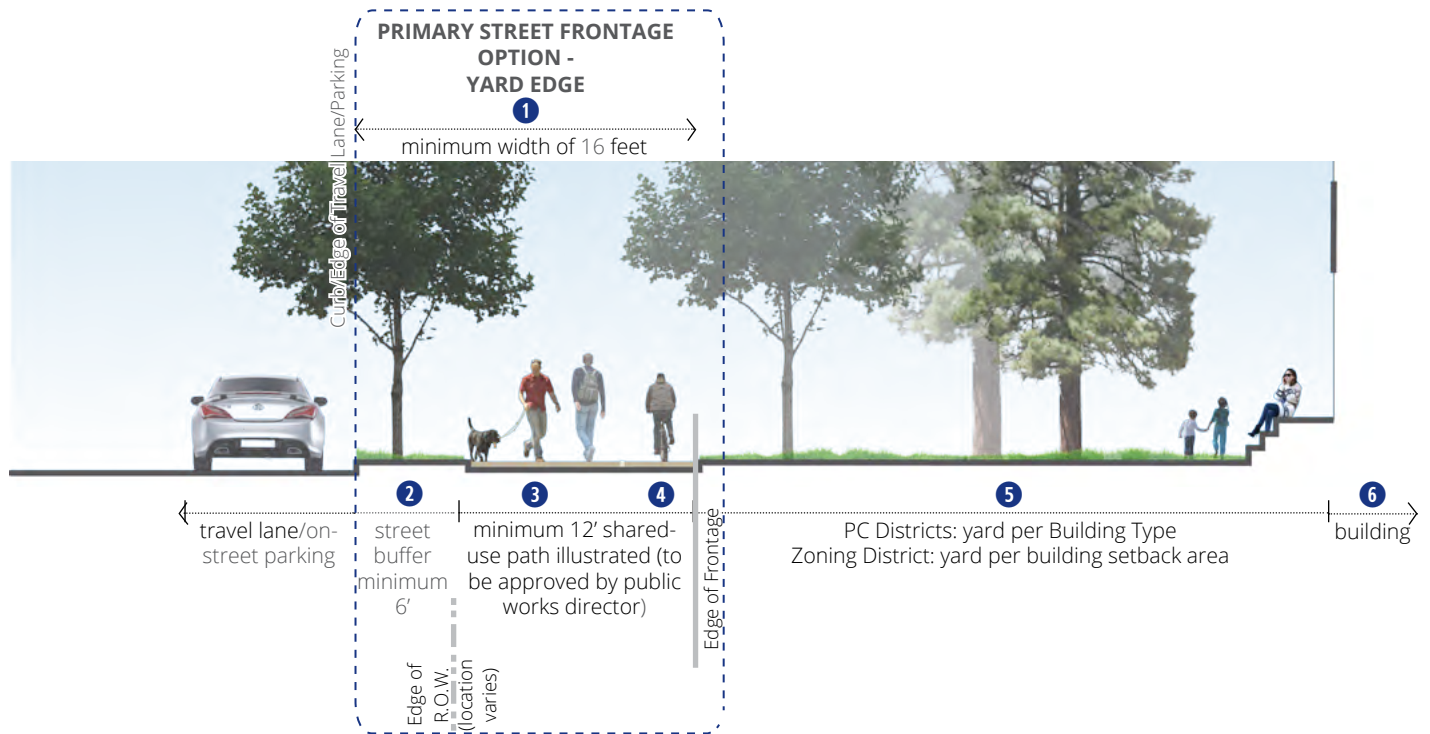 PRIMARY STREET FRONTAGE
OPTION -
YARD EDGE
1
minimum width of 16 feet
Curb/Edge of Travel Lane/Parking
2
3
4
5
6
travel lane/on-
street parking
street
buffer
minimum
6’
minimum 12’ shared-
use path illustrated (to
be approved by public
works director)
Edge of Frontage
PC Districts: yard per Building Type
Zoning District: yard per building setback area
building
Edge of
R.O.W.
(location
varies)